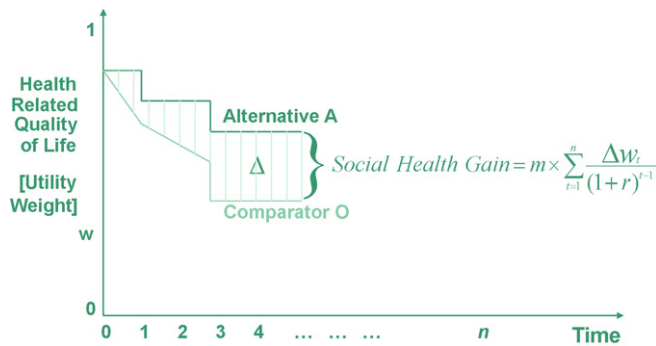 1
Health
Related
Quality
of Life
[Utility
Weight]
w
0
Alternative A
Δ
Comparator O
Social Health Gain = m × ∑ t=1 n Δw_t / (1+r)^{t−1}
0 1 2 3 4 ... ... ... n Time